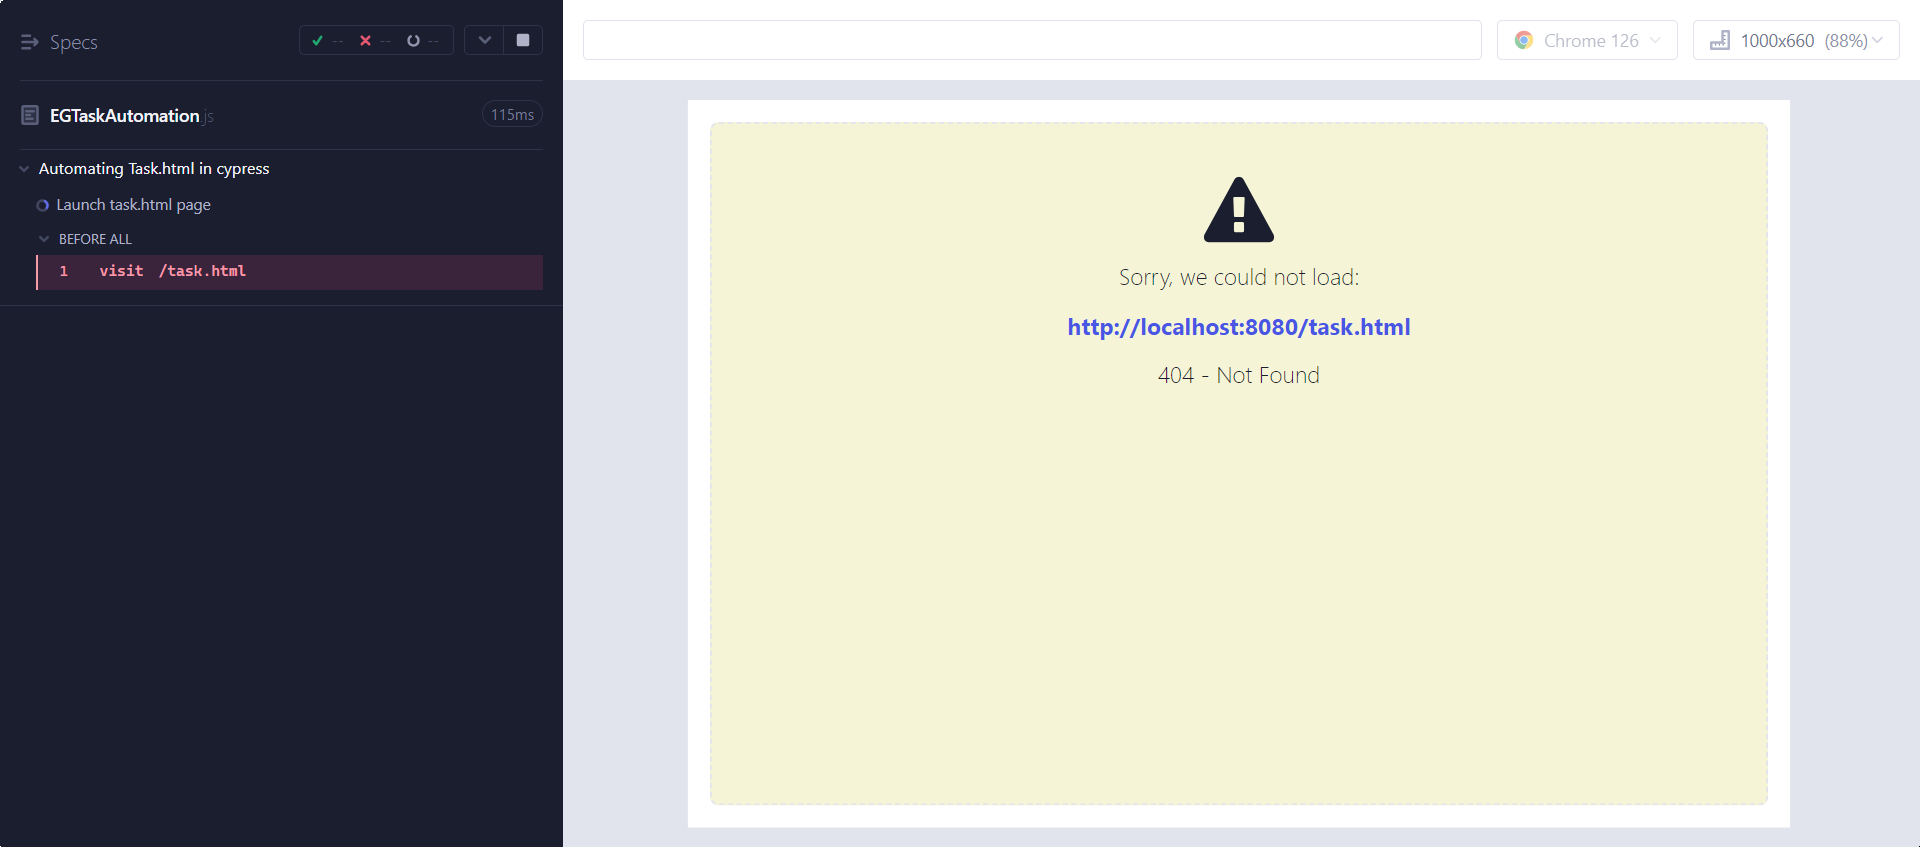 Specs
-- -- --
EGTaskAutomation.js
115ms
Automating Task.html in cypress
Launch task.html page
BEFORE ALL
1 visit /task.html
Chrome 126
1000x660 (88%)
Sorry, we could not load:
http://localhost:8080/task.html
404 - Not Found